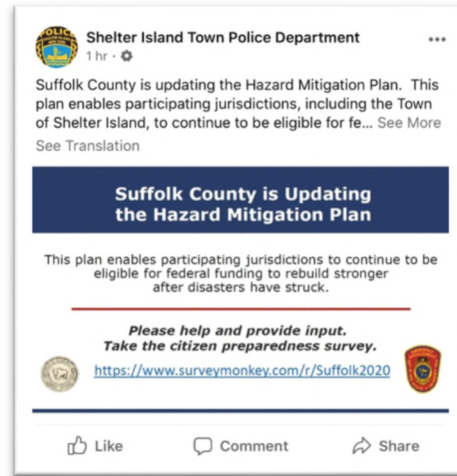 POLICE
Shelter Island Town Police Department
1 hr ·
Suffolk County is updating the Hazard Mitigation Plan. This
plan enables participating jurisdictions, including the Town
of Shelter Island, to continue to be eligible for fe... See More
See Translation
Suffolk County is Updating
the Hazard Mitigation Plan
This plan enables participating jurisdictions to continue to be
eligible for federal funding to rebuild stronger
after disasters have struck.
Please help and provide input.
Take the citizen preparedness survey.
https://www.surveymonkey.com/r/Suffolk2020
Like
Comment
Share